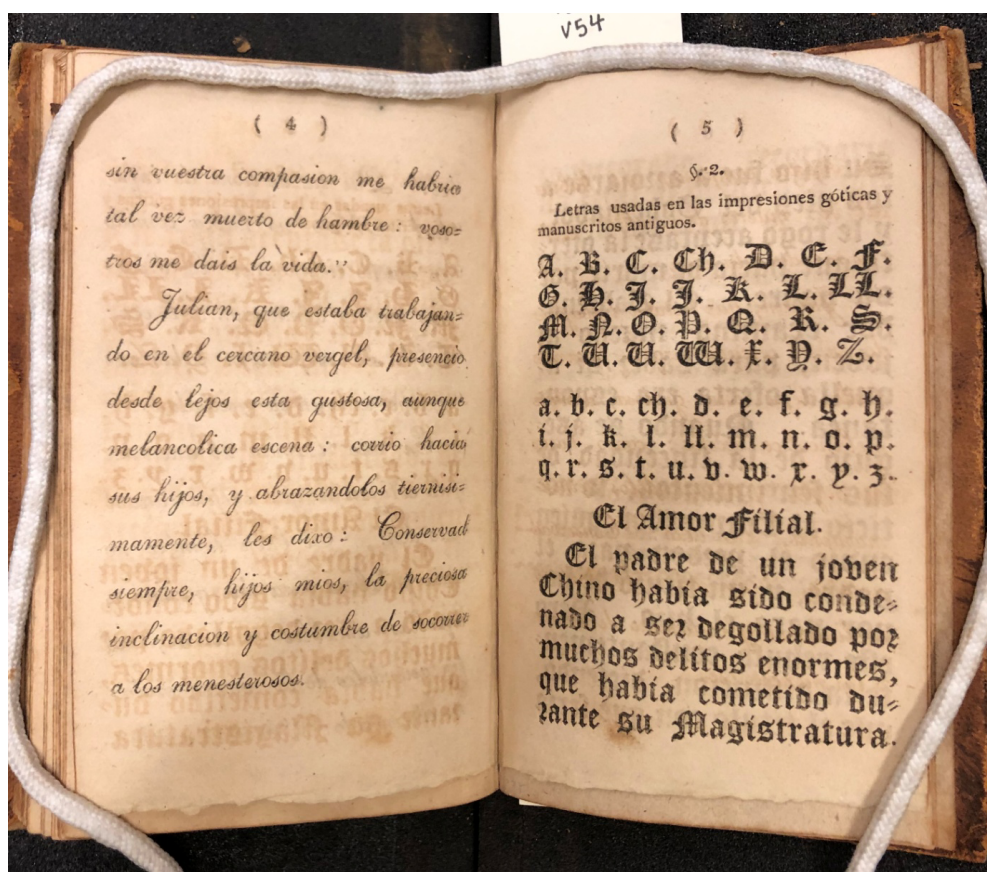 v54
( 4 )
sin vuestra compasion me habria
tal vez muerto de hambre : voso=
tros me dais la vida.”
Julian, que estaba trabajan=
do en el cercano vergel, presenció
desde lejos esta gustosa, aunque
melancolica escena : corrió hacia
sus hijos, y abrazandolos tiernisi=
mamente, les dixo : Conservad
siempre, hijos mios, la preciosa
inclinacion y costumbre de socorrer
a los menesterosos.
( 5 )
§. 2.
Letras usadas en las impresiones góticas y
manuscritos antiguos.
A. B. C. Ch. D. E. F.
G. H. I. J. K. L. LL.
M. N. O. P. Q. R. S.
T. U. U. W. X. Y. Z.
a. b. c. ch. d. e. f. g. h.
i. j. k. l. ll. m. n. o. p.
q. r. s. t. u. v. w. x. y. z.
El Amor Filial.
El padre de un joven
Chino había sido conde=
nado a ser degollado por
muchos delitos enormes,
que había cometido du=
rante su Magistratura.